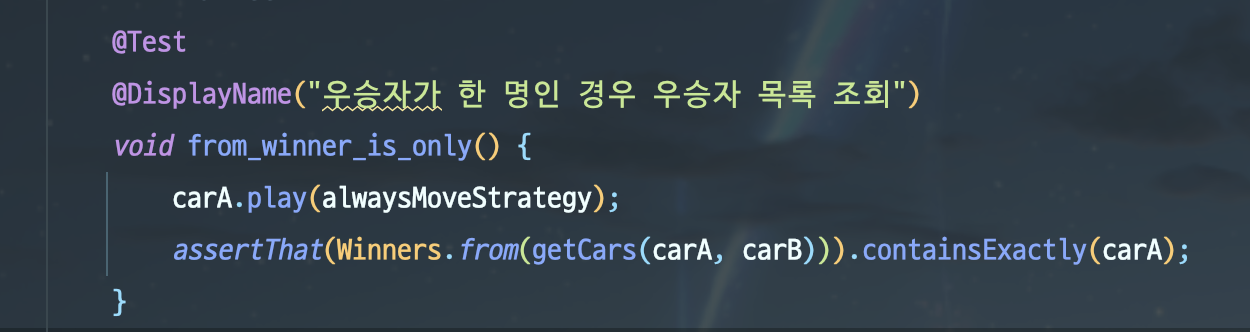 @Test
@DisplayName("우승자가 한 명인 경우 우승자 목록 조회")
void from_winner_is_only() {
carA.play(alwaysMoveStrategy);
assertThat(Winners.from(getCars(carA, carB))).containsExactly(carA);
}